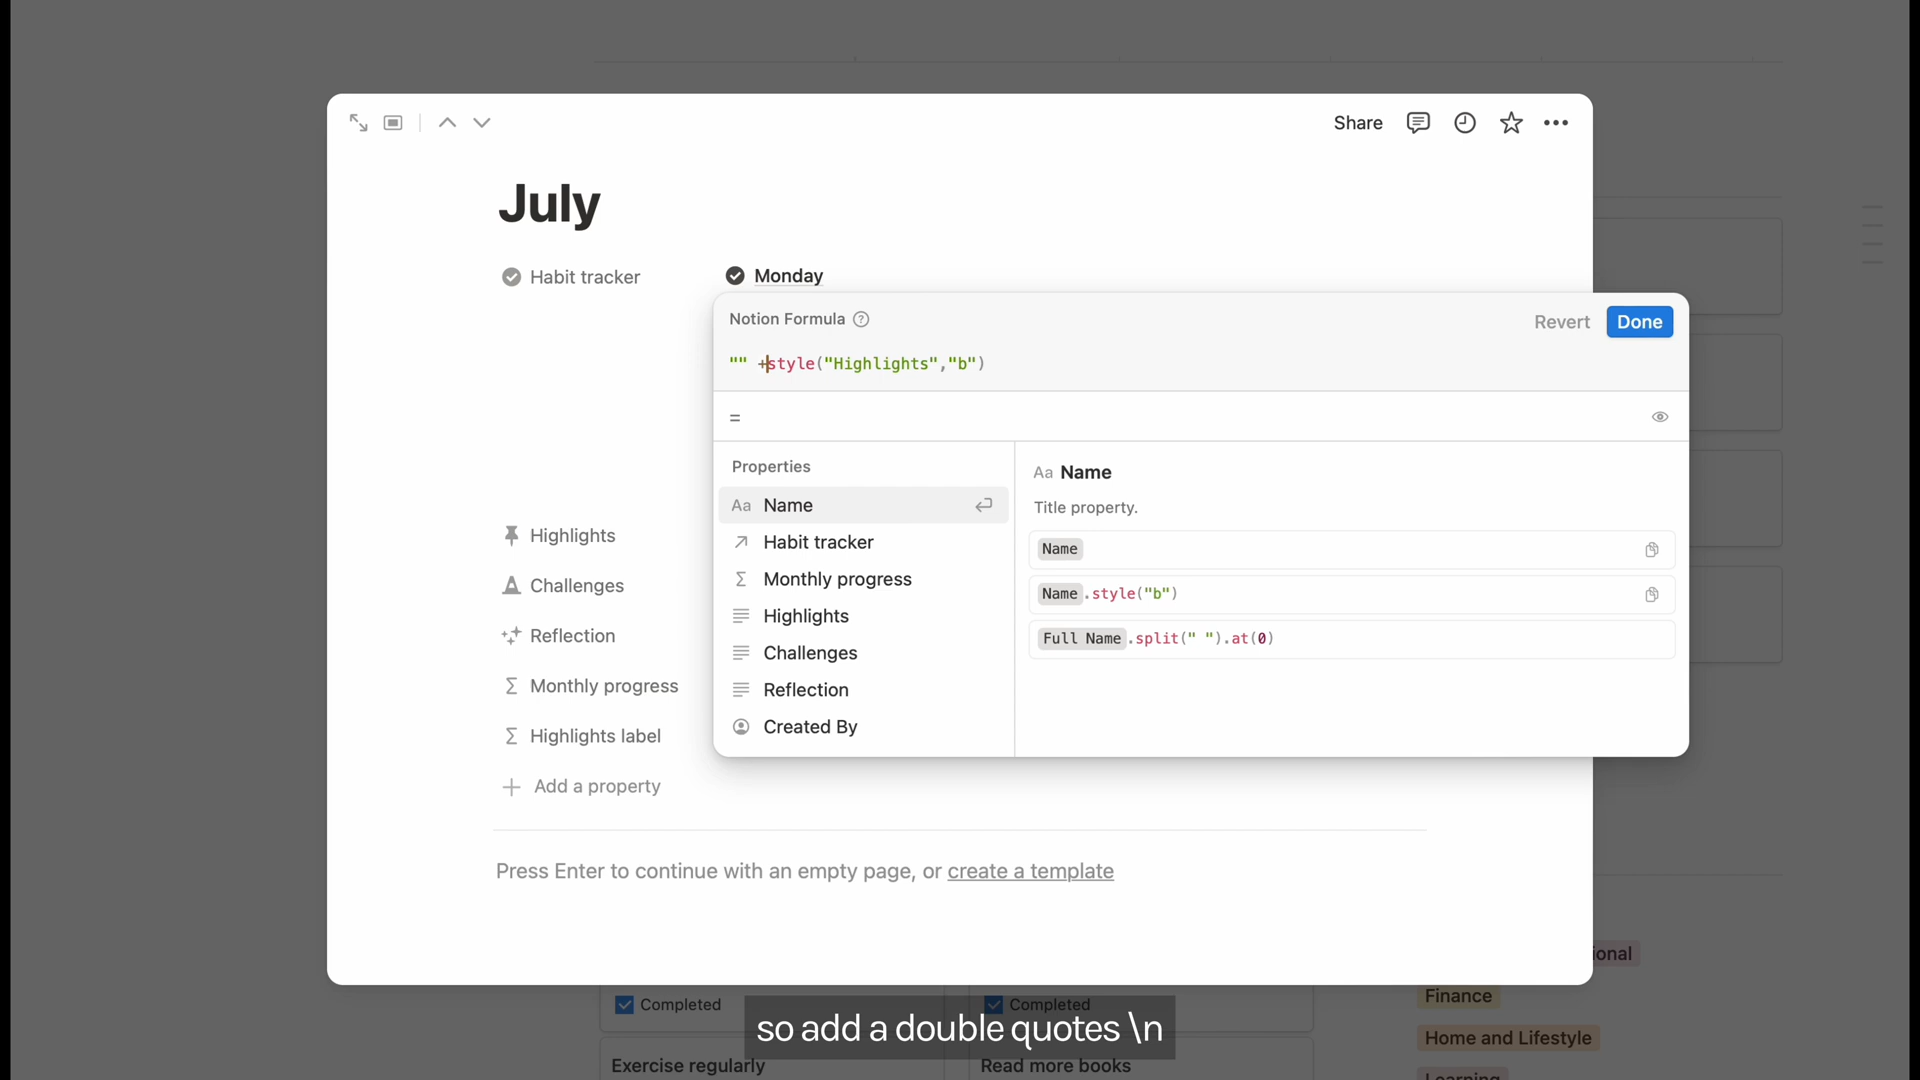 Share
July
Habit tracker
Monday
Notion Formula
Revert
Done
"" +style("Highlights","b")
=
Properties
Aa Name
Habit tracker
Monthly progress
Highlights
Challenges
Reflection
Created By
Aa Name
Title property.
Name
Name.style("b")
Full Name.split(" ").at(0)
Highlights
Challenges
Reflection
Monthly progress
Highlights label
Add a property
Press Enter to continue with an empty page, or create a template
ional
Completed
Completed
Finance
so add a double quotes \n
Home and Lifestyle
Exercise regularly
Read more books
Learning